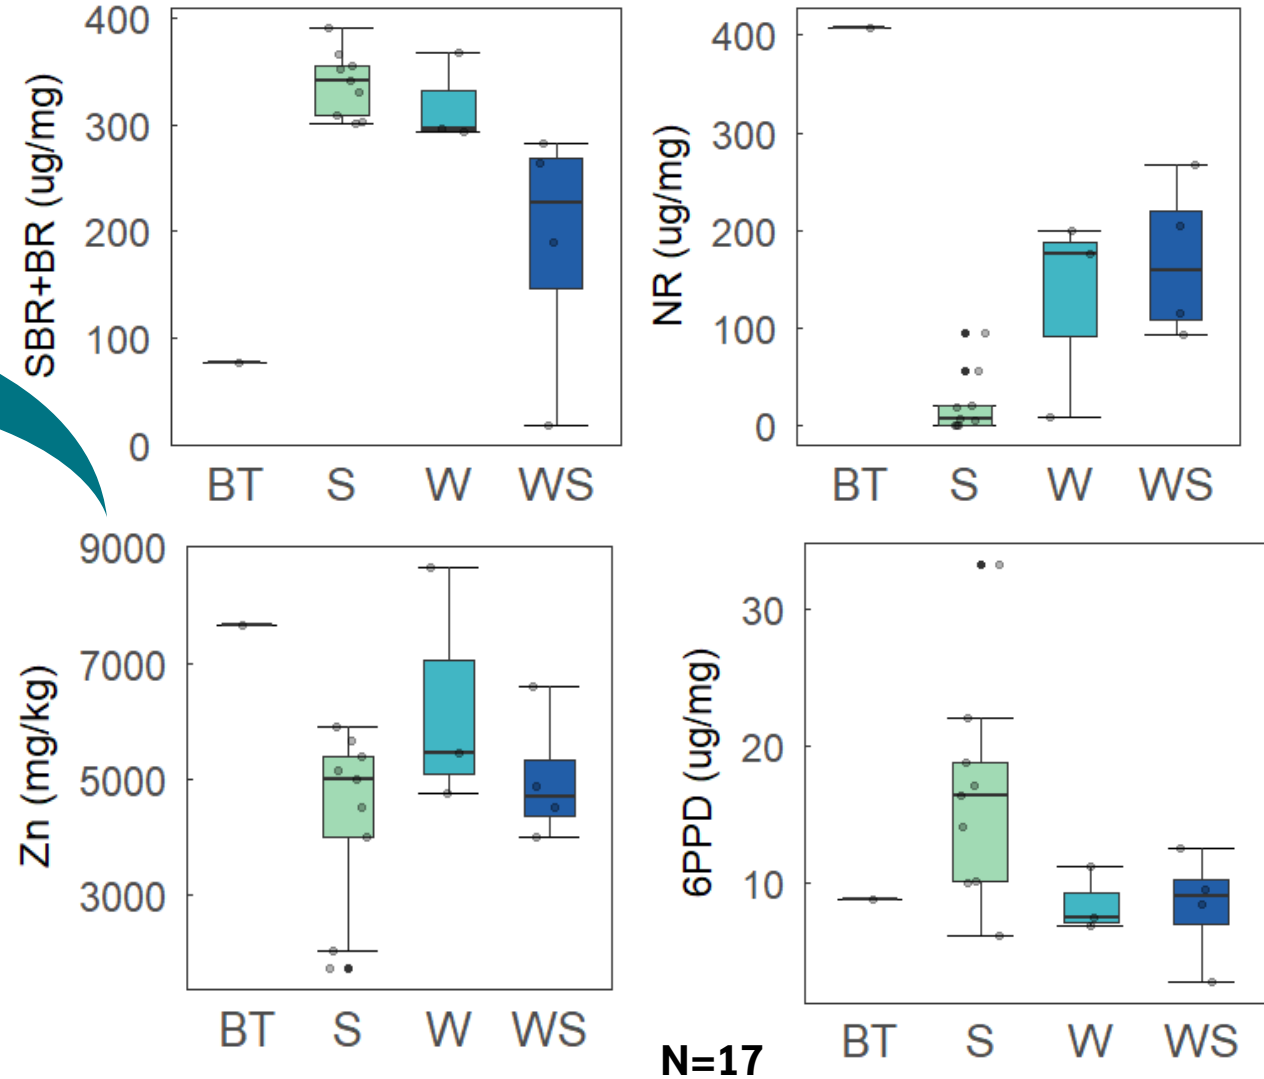 SBR+BR (ug/mg)
400
300
200
100
0
BT S W WS
NR (ug/mg)
400
300
200
100
0
BT S W WS
Zn (mg/kg)
9000
7000
5000
3000
BT S W WS
6PPD (ug/mg)
30
20
10
BT S W WS
N=17